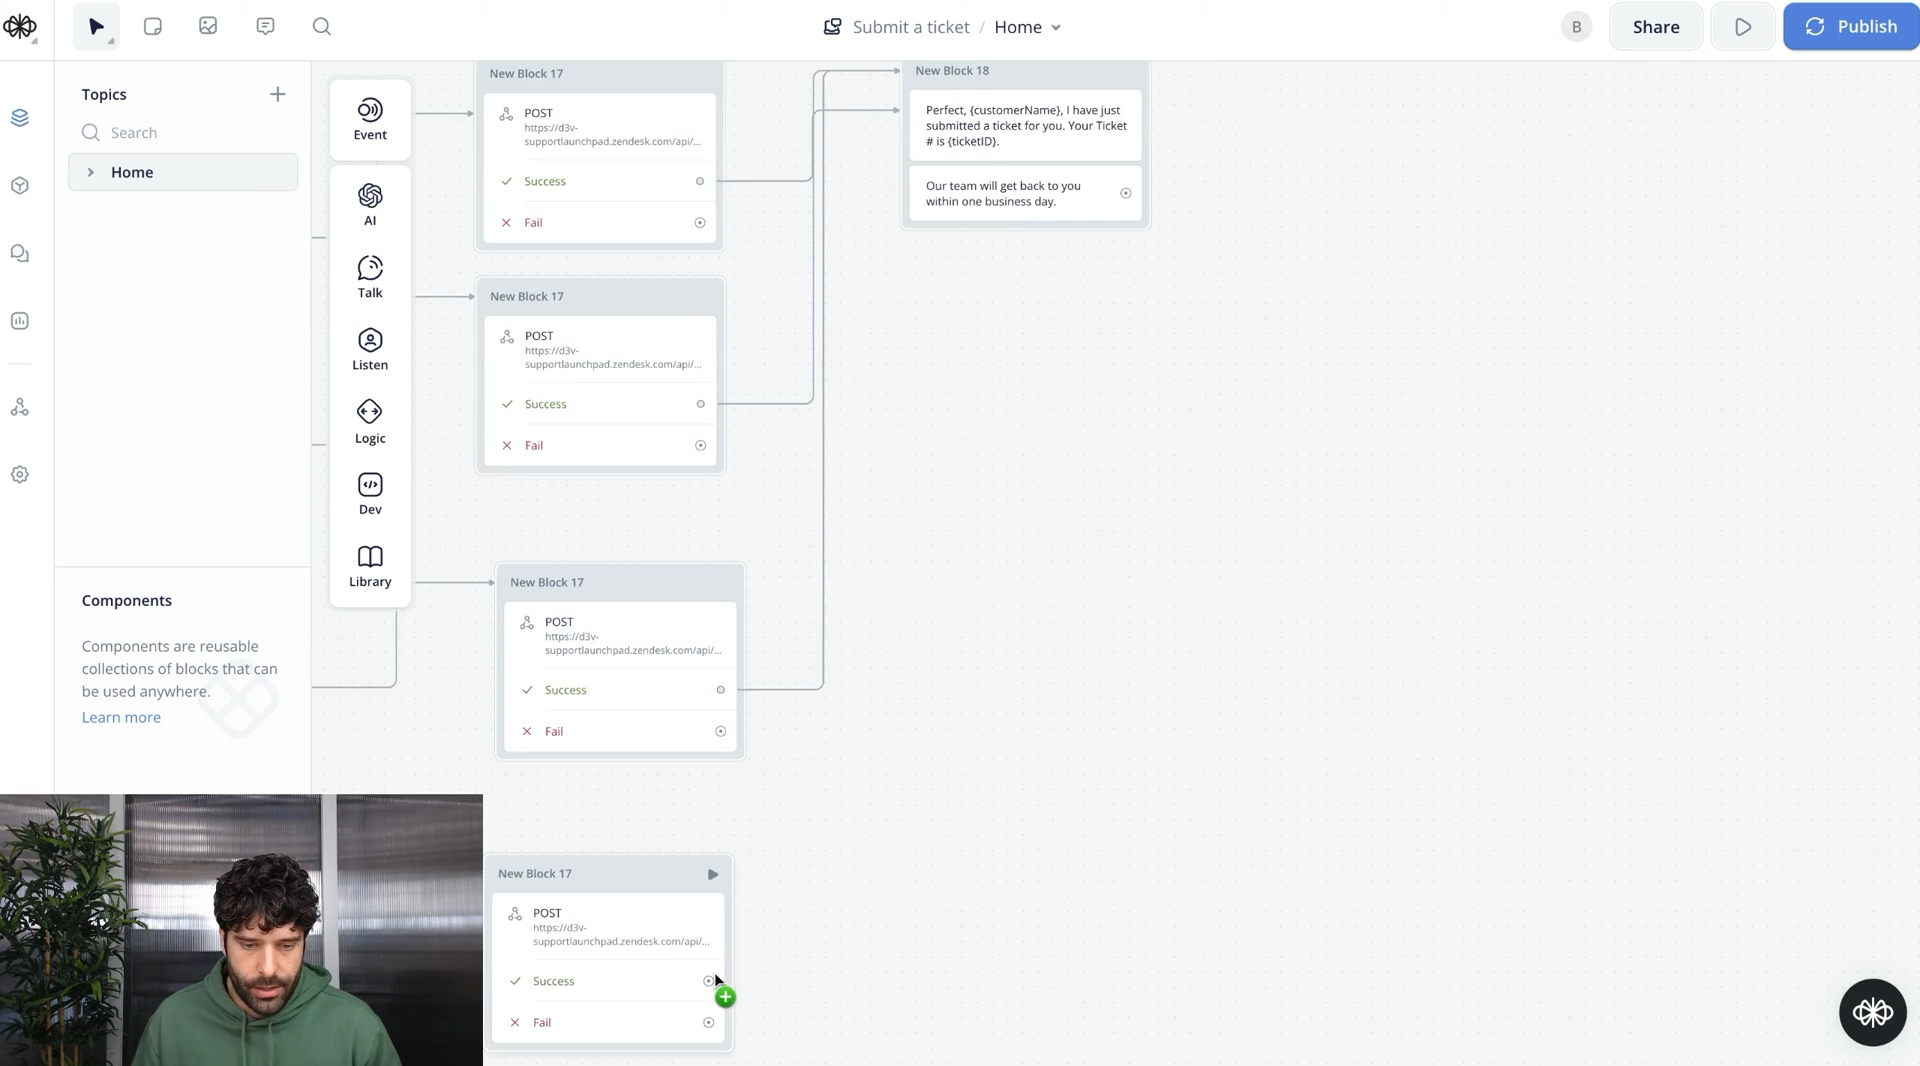 Submit a ticket / Home
B
Share
Publish
Topics
Search
Home
Components
Components are reusable
collections of blocks that can
be used anywhere.
Learn more
Event
AI
Talk
Listen
Logic
Dev
Library
New Block 17
POST
https://d3v-
supportlaunchpad.zendesk.com/api/...
Success
Fail
New Block 17
POST
https://d3v-
supportlaunchpad.zendesk.com/api/...
Success
Fail
New Block 17
POST
https://d3v-
supportlaunchpad.zendesk.com/api/...
Success
Fail
New Block 17
POST
https://d3v-
supportlaunchpad.zendesk.com/api/...
Success
Fail
New Block 18
Perfect, {customerName}, I have just
submitted a ticket for you. Your Ticket
# is {ticketID}.
Our team will get back to you
within one business day.